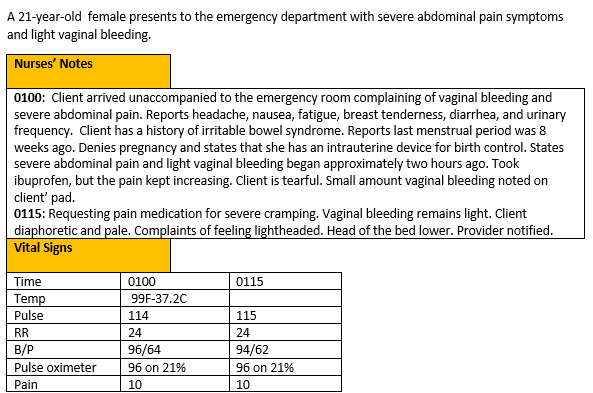 A 21-year-old  female presents to the emergency department with severe abdominal pain symptoms
and light vaginal bleeding.
Nurses’ Notes
0100:  Client arrived unaccompanied to the emergency room complaining of vaginal bleeding and
severe abdominal pain. Reports headache, nausea, fatigue, breast tenderness, diarrhea, and urinary
frequency.  Client has a history of irritable bowel syndrome. Reports last menstrual period was 8
weeks ago. Denies pregnancy and states that she has an intrauterine device for birth control. States
severe abdominal pain and light vaginal bleeding began approximately two hours ago. Took
ibuprofen, but the pain kept increasing. Client is tearful. Small amount vaginal bleeding noted on
client’ pad.
0115: Requesting pain medication for severe cramping. Vaginal bleeding remains light. Client
diaphoretic and pale. Complaints of feeling lightheaded. Head of the bed lower. Provider notified.
Vital Signs
Time 0100 0115
Temp 99F-37.2C
Pulse 114 115
RR 24 24
B/P 96/64 94/62
Pulse oximeter 96 on 21% 96 on 21%
Pain 10 10